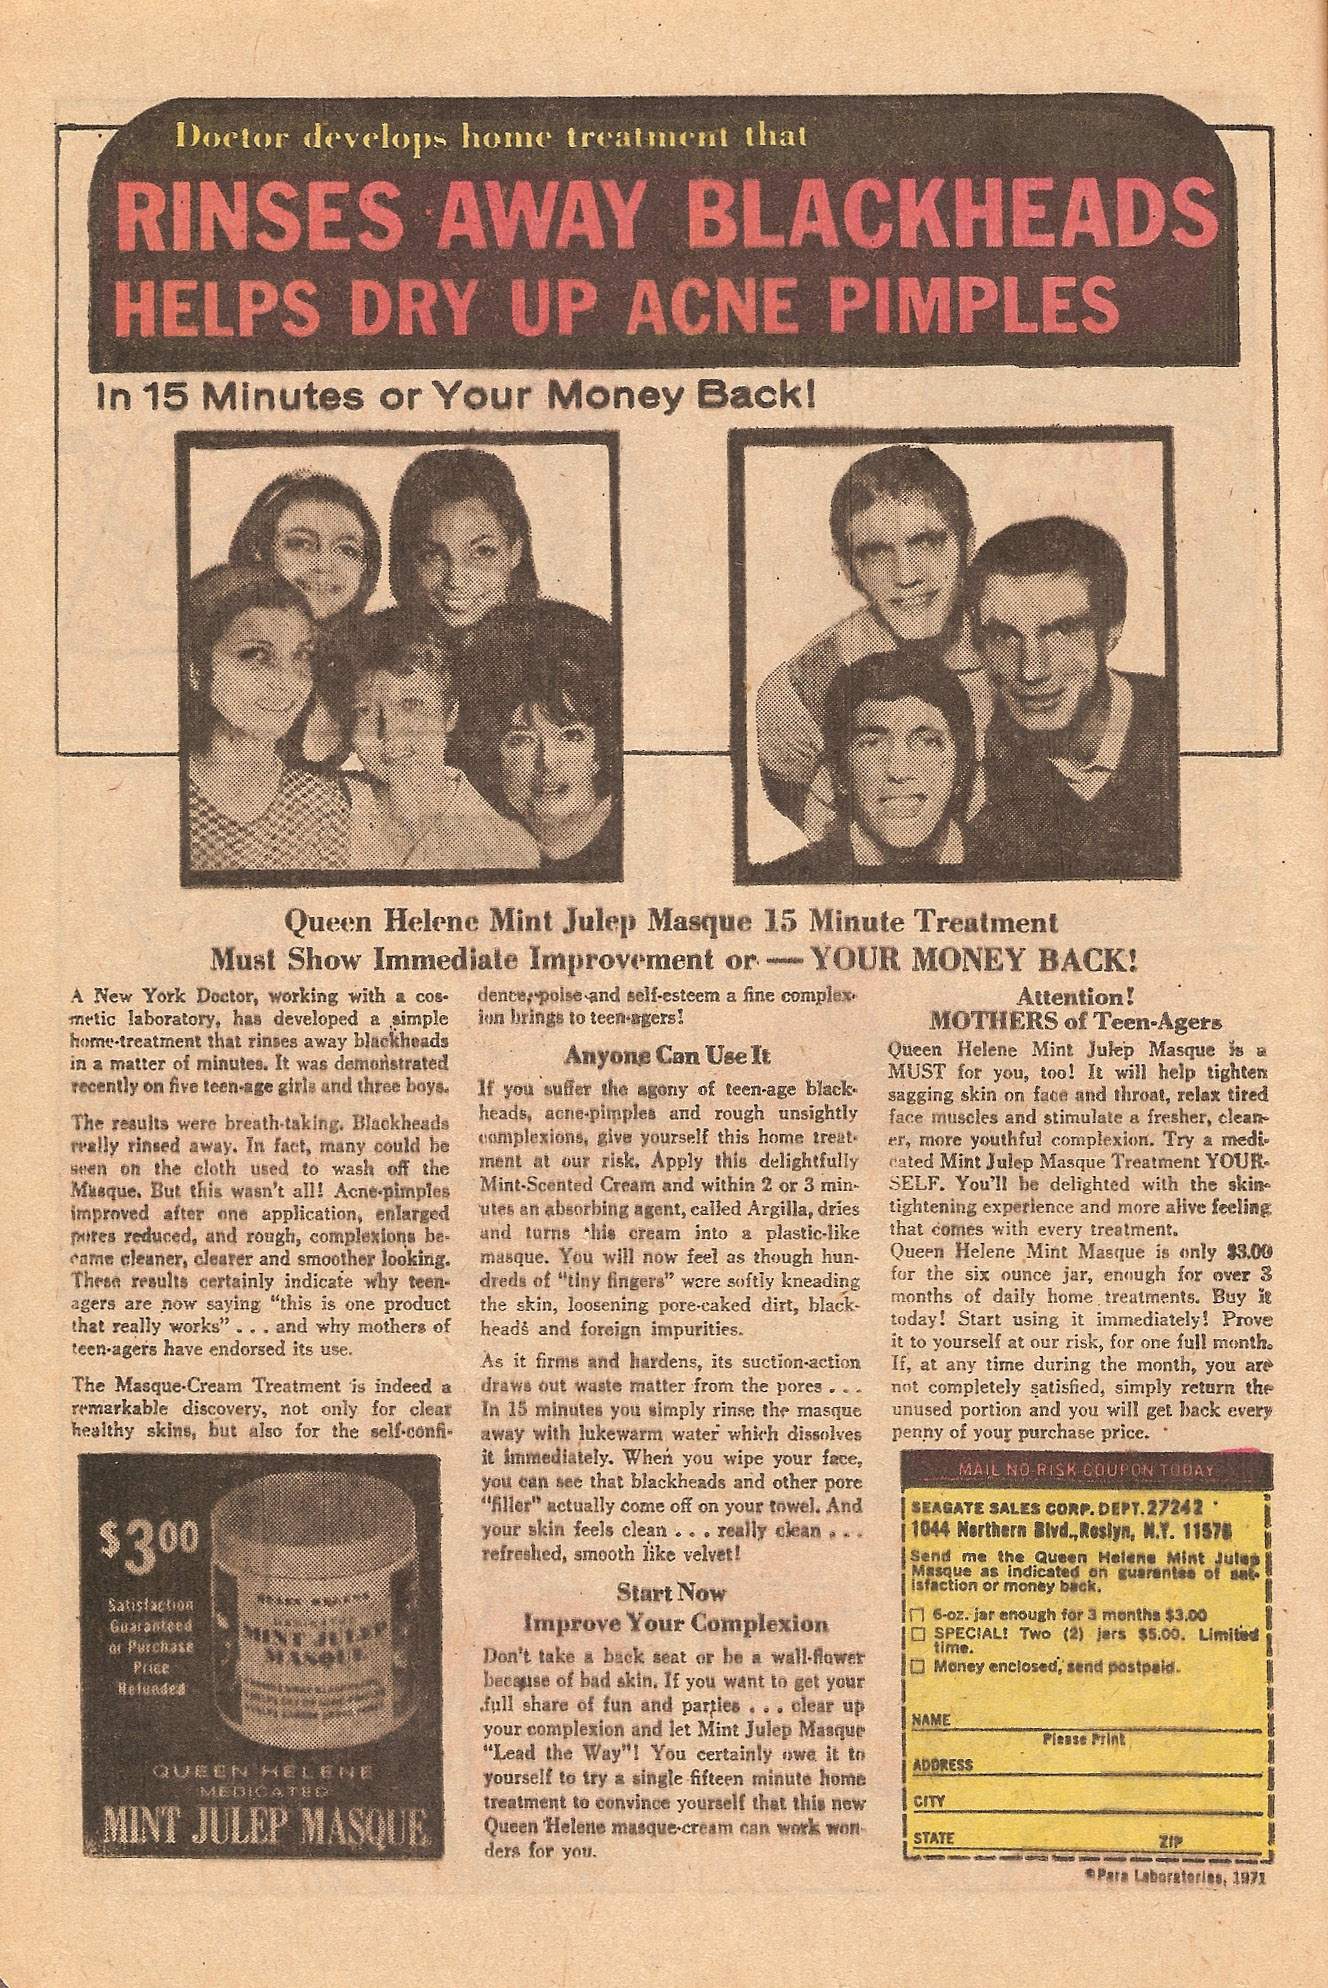 Doctor develops home treatment that
RINSES AWAY BLACKHEADS
HELPS DRY UP ACNE PIMPLES
In 15 Minutes or Your Money Back!
Queen Helene Mint Julep Masque 15 Minute Treatment
Must Show Immediate Improvement or — YOUR MONEY BACK!
A New York Doctor, working with a cos-
metic laboratory, has developed a simple
home-treatment that rinses away blackheads
in a matter of minutes. It was demonstrated
recently on five teen-age girls and three boys.
The results were breath-taking. Blackheads
really rinsed away. In fact, many could be
seen on the cloth used to wash off the
Masque. But this wasn't all! Acne-pimples
improved after one application, enlarged
pores reduced, and rough, complexions be-
came cleaner, clearer and smoother looking.
These results certainly indicate why teen-
agers are now saying "this is one product
that really works" . . . and why mothers of
teen-agers have endorsed its use.
The Masque-Cream Treatment is indeed a
remarkable discovery, not only for clear
healthy skins, but also for the self-confi-
$3.00
Satisfaction
Guaranteed
or Purchase
Price
Refunded
MINT JULEP
MASQUE
QUEEN HELENE
MEDICATED
MINT JULEP MASQUE
dence, poise and self-esteem a fine complex-
ion brings to teen-agers!
Anyone Can Use It
If you suffer the agony of teen-age black-
heads, acne-pimples and rough unsightly
complexions, give yourself this home treat-
ment at our risk. Apply this delightfully
Mint-Scented Cream and within 2 or 3 min-
utes an absorbing agent, called Argilla, dries
and turns this cream into a plastic-like
masque. You will now feel as though hun-
dreds of "tiny fingers" were softly kneading
the skin, loosening pore-caked dirt, black-
heads and foreign impurities.
As it firms and hardens, its suction-action
draws out waste matter from the pores . . .
In 15 minutes you simply rinse the masque
away with lukewarm water which dissolves
it immediately. When you wipe your face,
you can see that blackheads and other pore
"filler" actually come off on your towel. And
your skin feels clean . . . really clean . . .
refreshed, smooth like velvet!
Start Now
Improve Your Complexion
Don't take a back seat or be a wall-flower
because of bad skin. If you want to get your
full share of fun and parties . . . clear up
your complexion and let Mint Julep Masque
"Lead the Way"! You certainly owe it to
yourself to try a single fifteen minute home
treatment to convince yourself that this new
Queen Helene masque-cream can work won-
ders for you.
Attention!
MOTHERS of Teen-Agers
Queen Helene Mint Julep Masque is a
MUST for you, too! It will help tighten
sagging skin on face and throat, relax tired
face muscles and stimulate a fresher, clean-
er, more youthful complexion. Try a medi-
cated Mint Julep Masque Treatment YOUR-
SELF. You'll be delighted with the skin-
tightening experience and more alive feeling
that comes with every treatment.
Queen Helene Mint Masque is only $3.00
for the six ounce jar, enough for over 3
months of daily home treatments. Buy it
today! Start using it immediately! Prove
it to yourself at our risk, for one full month.
If, at any time during the month, you are
not completely satisfied, simply return the
unused portion and you will get back every
penny of your purchase price.
MAIL NO RISK COUPON TODAY
SEAGATE SALES CORP. DEPT. 27242
1044 Northern Blvd., Roslyn, N.Y. 11576
Send me the Queen Helene Mint Julep
Masque as indicated on guarantee of sat-
isfaction or money back.
6-oz. jar enough for 3 months $3.00
SPECIAL! Two (2) jars $5.00. Limited
time.
Money enclosed, send postpaid.
NAME
Please Print
ADDRESS
CITY
STATE ZIP
©Para Laboratories, 1971